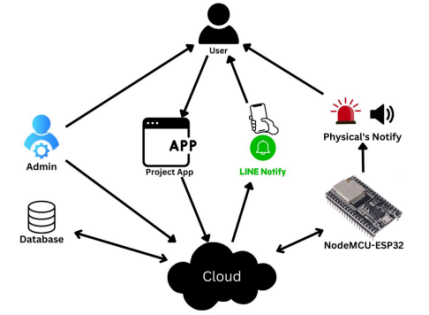 User
APP
Project App
LINE Notify
Physical's Notify
Admin
Database
NodeMCU-ESP32
Cloud